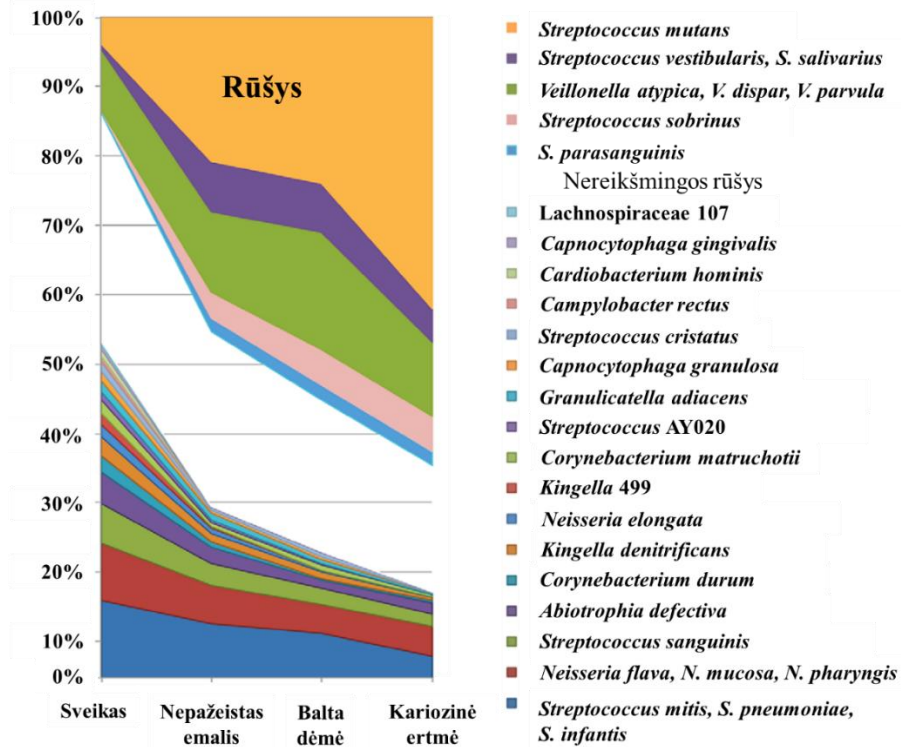 100%
90%
80%
70%
60%
50%
40%
30%
20%
10%
0%
Rūšys
Sveikas
Nepažeistas
emalis
Balta
dėmė
Kariozinė
ertmė
Streptococcus mutans
Streptococcus vestibularis, S. salivarius
Veillonella atypica, V. dispar, V. parvula
Streptococcus sobrinus
S. parasanguinis
Nereikšmingos rūšys
Lachnospiraceae 107
Capnocytophaga gingivalis
Cardiobacterium hominis
Campylobacter rectus
Streptococcus cristatus
Capnocytophaga granulosa
Granulicatella adiacens
Streptococcus AY020
Corynebacterium matruchotii
Kingella 499
Neisseria elongata
Kingella denitrificans
Corynebacterium durum
Abiotrophia defectiva
Streptococcus sanguinis
Neisseria flava, N. mucosa, N. pharyngis
Streptococcus mitis, S. pneumoniae,
S. infantis